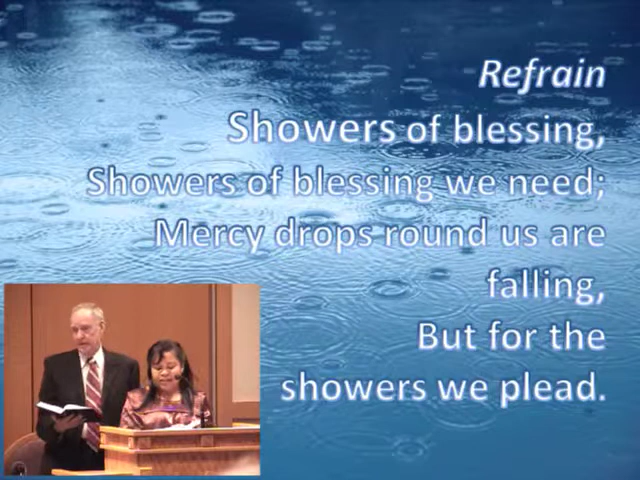 Refrain
Showers of blessing,
Showers of blessing we need;
Mercy drops round us are
falling,
But for the
showers we plead.